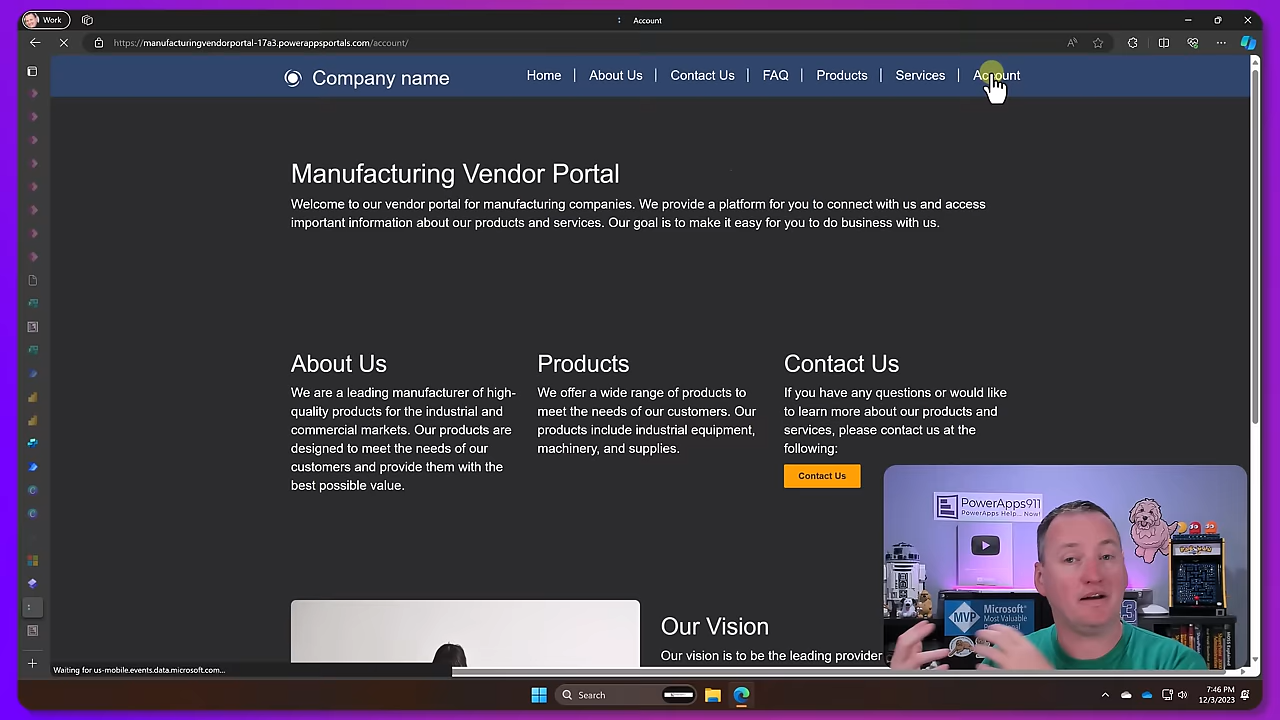 Work
Account
https://manufacturingvendorportal-17a3.powerappsportals.com/account/
Company name
Home | About Us | Contact Us | FAQ | Products | Services | Account
Manufacturing Vendor Portal
Welcome to our vendor portal for manufacturing companies. We provide a platform for you to connect with us and access
important information about our products and services. Our goal is to make it easy for you to do business with us.
About Us
We are a leading manufacturer of high-
quality products for the industrial and
commercial markets. Our products are
designed to meet the needs of our
customers and provide them with the
best possible value.
Products
We offer a wide range of products to
meet the needs of our customers. Our
products include industrial equipment,
machinery, and supplies.
Contact Us
If you have any questions or would like
to learn more about our products and
services, please contact us at the
following:
Contact Us
PowerApps911
PowerApps Help... Now!
MVP
Microsoft
Most Valuable
3
Our Vision
Our vision is to be the leading provider
Waiting for us-mobile.events.data.microsoft.com...
Search
7:46 PM
12/3/2023